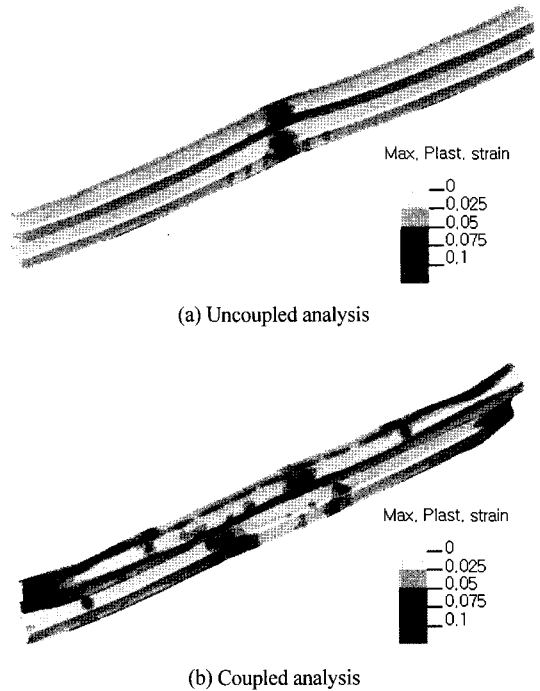 Max. Plast. strain
0
0.025
0.05
0.075
0.1
(a) Uncoupled analysis
Max. Plast. strain
0
0.025
0.05
0.075
0.1
(b) Coupled analysis